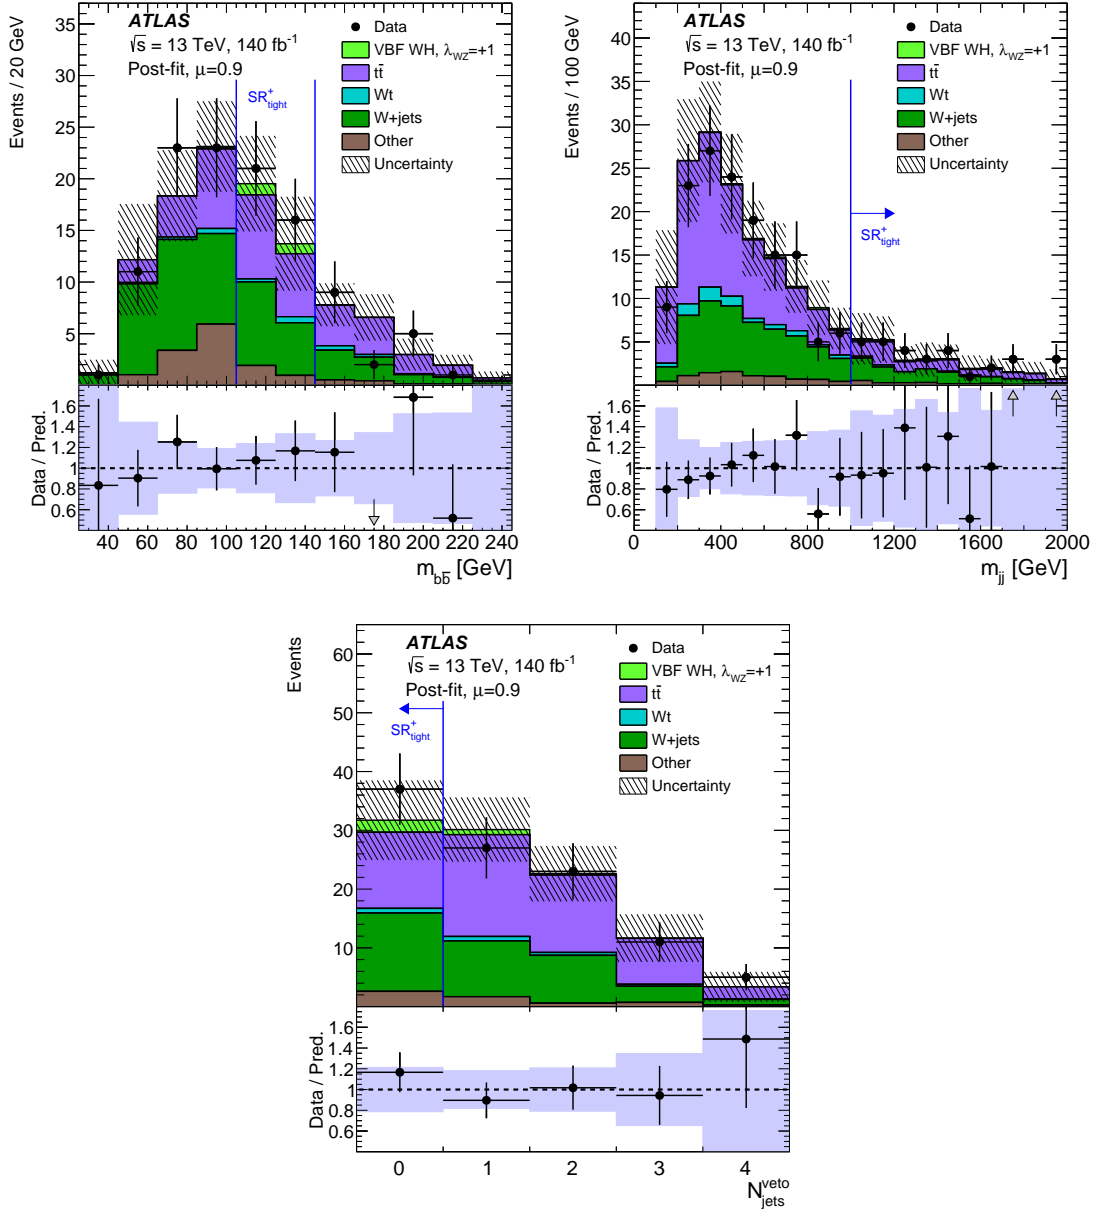 Events / 20 GeV
35
30
25
20
15
10
5
ATLAS
√s = 13 TeV, 140 fb⁻¹
Post-fit, μ=0.9
SR⁺tight
Data
VBF WH, λWZ=+1
tt̄
Wt
W+jets
Other
Uncertainty
Data / Pred.
1.6
1.4
1.2
1
0.8
0.6
40 60 80 100 120 140 160 180 200 220 240
mbb̄ [GeV]
Events / 100 GeV
40
35
30
25
20
15
10
5
ATLAS
√s = 13 TeV, 140 fb⁻¹
Post-fit, μ=0.9
SR⁺tight
Data
VBF WH, λWZ=+1
tt̄
Wt
W+jets
Other
Uncertainty
Data / Pred.
1.6
1.4
1.2
1
0.8
0.6
0 400 800 1200 1600 2000
mjj [GeV]
Events
60
50
40
30
20
10
ATLAS
√s = 13 TeV, 140 fb⁻¹
Post-fit, μ=0.9
SR⁺tight
Data
VBF WH, λWZ=+1
tt̄
Wt
W+jets
Other
Uncertainty
Data / Pred.
1.6
1.4
1.2
1
0.8
0.6
0 1 2 3 4
Njets^veto